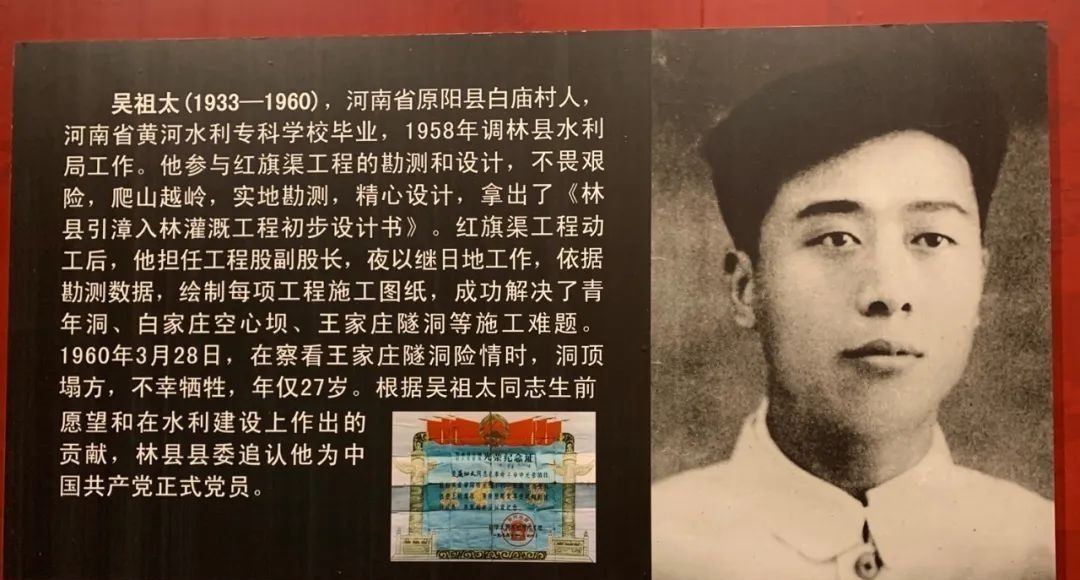 吴祖太(1933—1960)，河南省原阳县白庙村人，
河南省黄河水利专科学校毕业，1958年调林县水利
局工作。他参与红旗渠工程的勘测和设计，不畏艰
险，爬山越岭，实地勘测，精心设计，拿出了《林
县引漳入林灌溉工程初步设计书》。红旗渠工程动
工后，他担任工程股副股长，夜以继日地工作，依据
勘测数据，绘制每项工程施工图纸，成功解决了青
年洞、白家庄空心坝、王家庄隧洞等施工难题。
1960年3月28日，在察看王家庄隧洞险情时，洞顶
塌方，不幸牺牲，年仅27岁。根据吴祖太同志生前
愿望和在水利建设上作出的
贡献，林县县委追认他为中
国共产党正式党员。